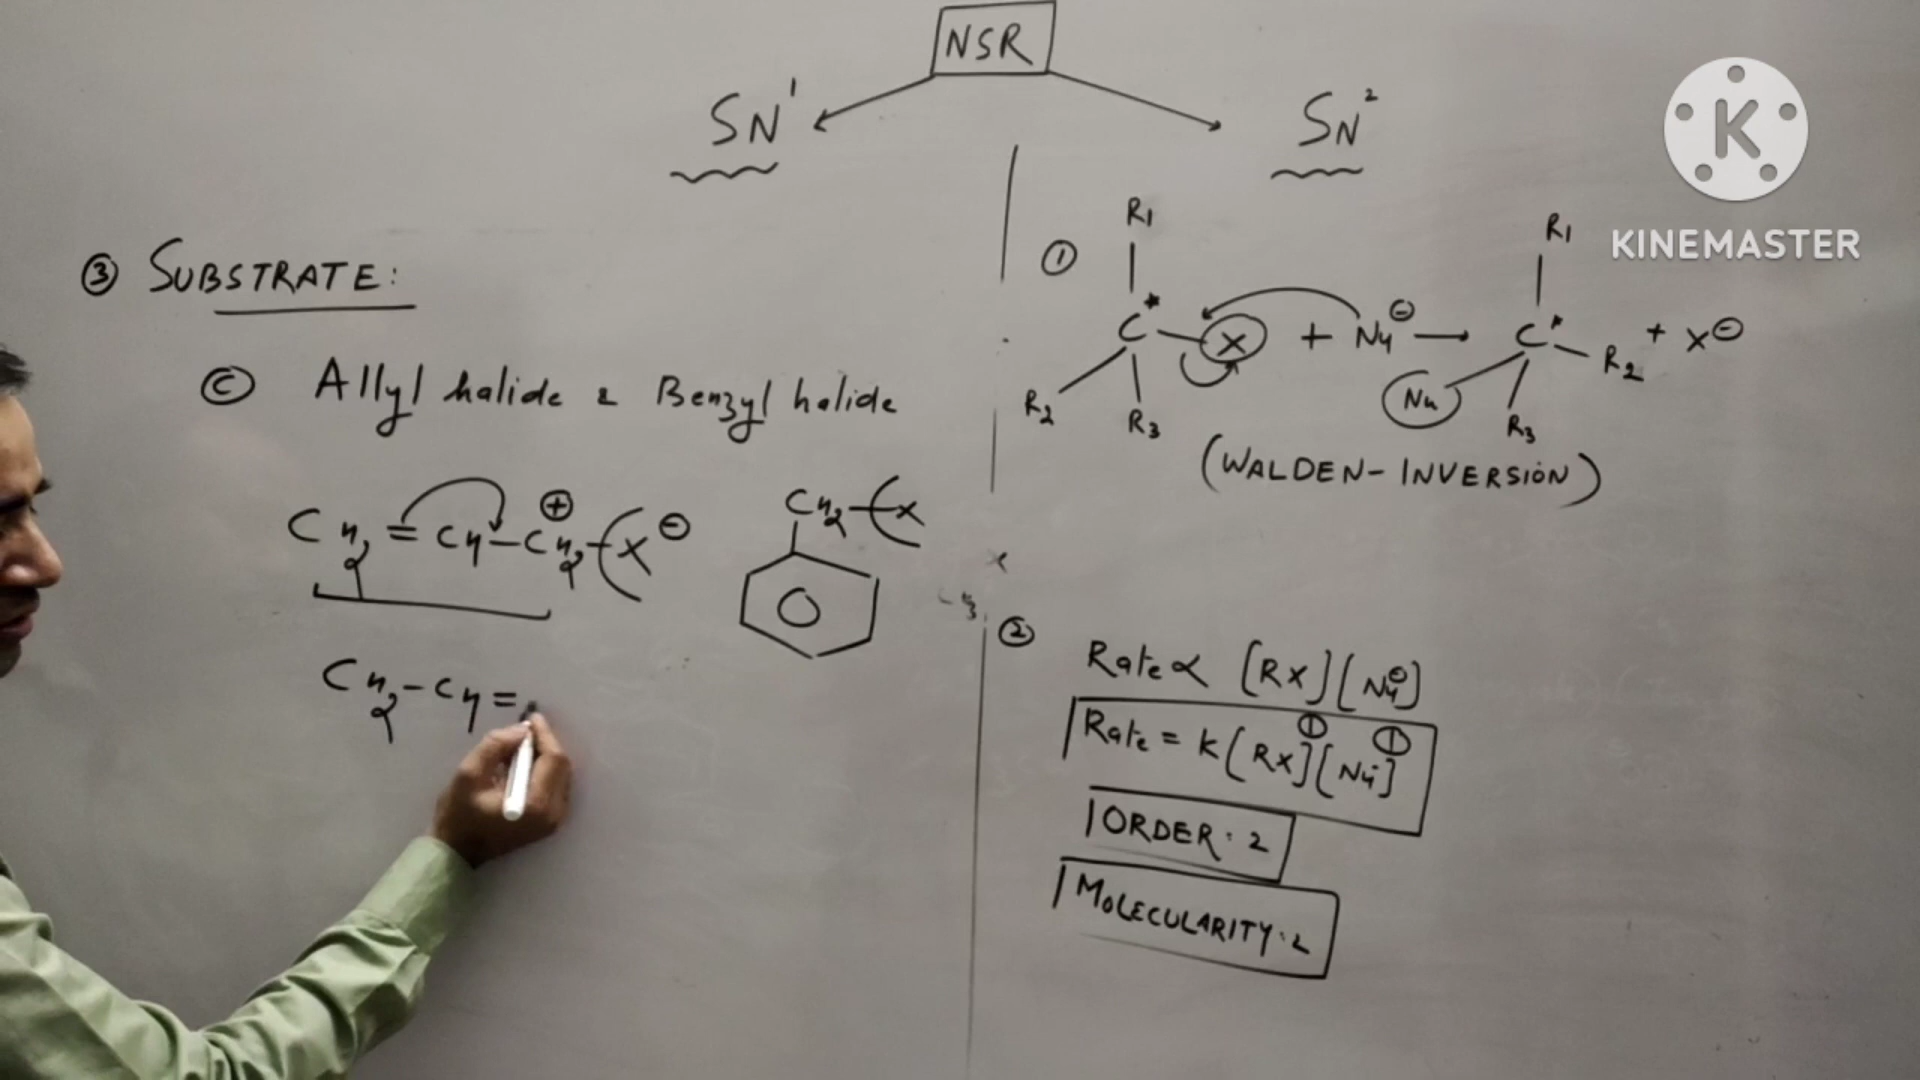 NSR
SN¹
SN²
③ SUBSTRATE:
Ⓒ Allyl halide & Benzyl halide
CH₂=CH-CH₂⊕-X⊖
CH₂-X
CH₂-CH=
①
R₁
C*-X + Nu⊖ →
R₂
R₃
R₁
C* R₂ + X⊖
Nu
R₃
(WALDEN-INVERSION)
②
Rate ∝ [RX][Nu⊖]
Rate = K[RX]①[Nu⁻]①
ORDER: 2
MOLECULARITY: 2
K
KINEMASTER